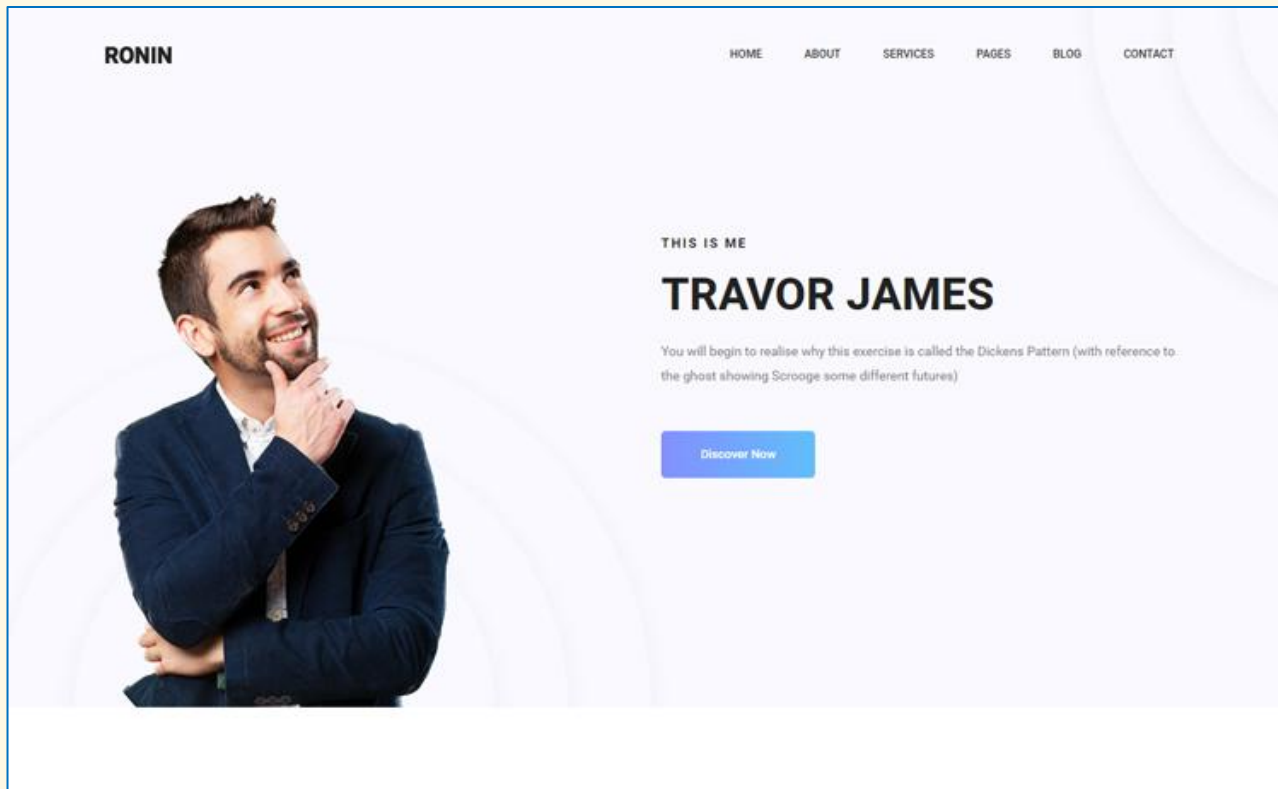 RONIN
HOME ABOUT SERVICES PAGES BLOG CONTACT
THIS IS ME
TRAVOR JAMES
You will begin to realise why this exercise is called the Dickens Pattern (with reference to
the ghost showing Scrooge some different futures)
Discover Now